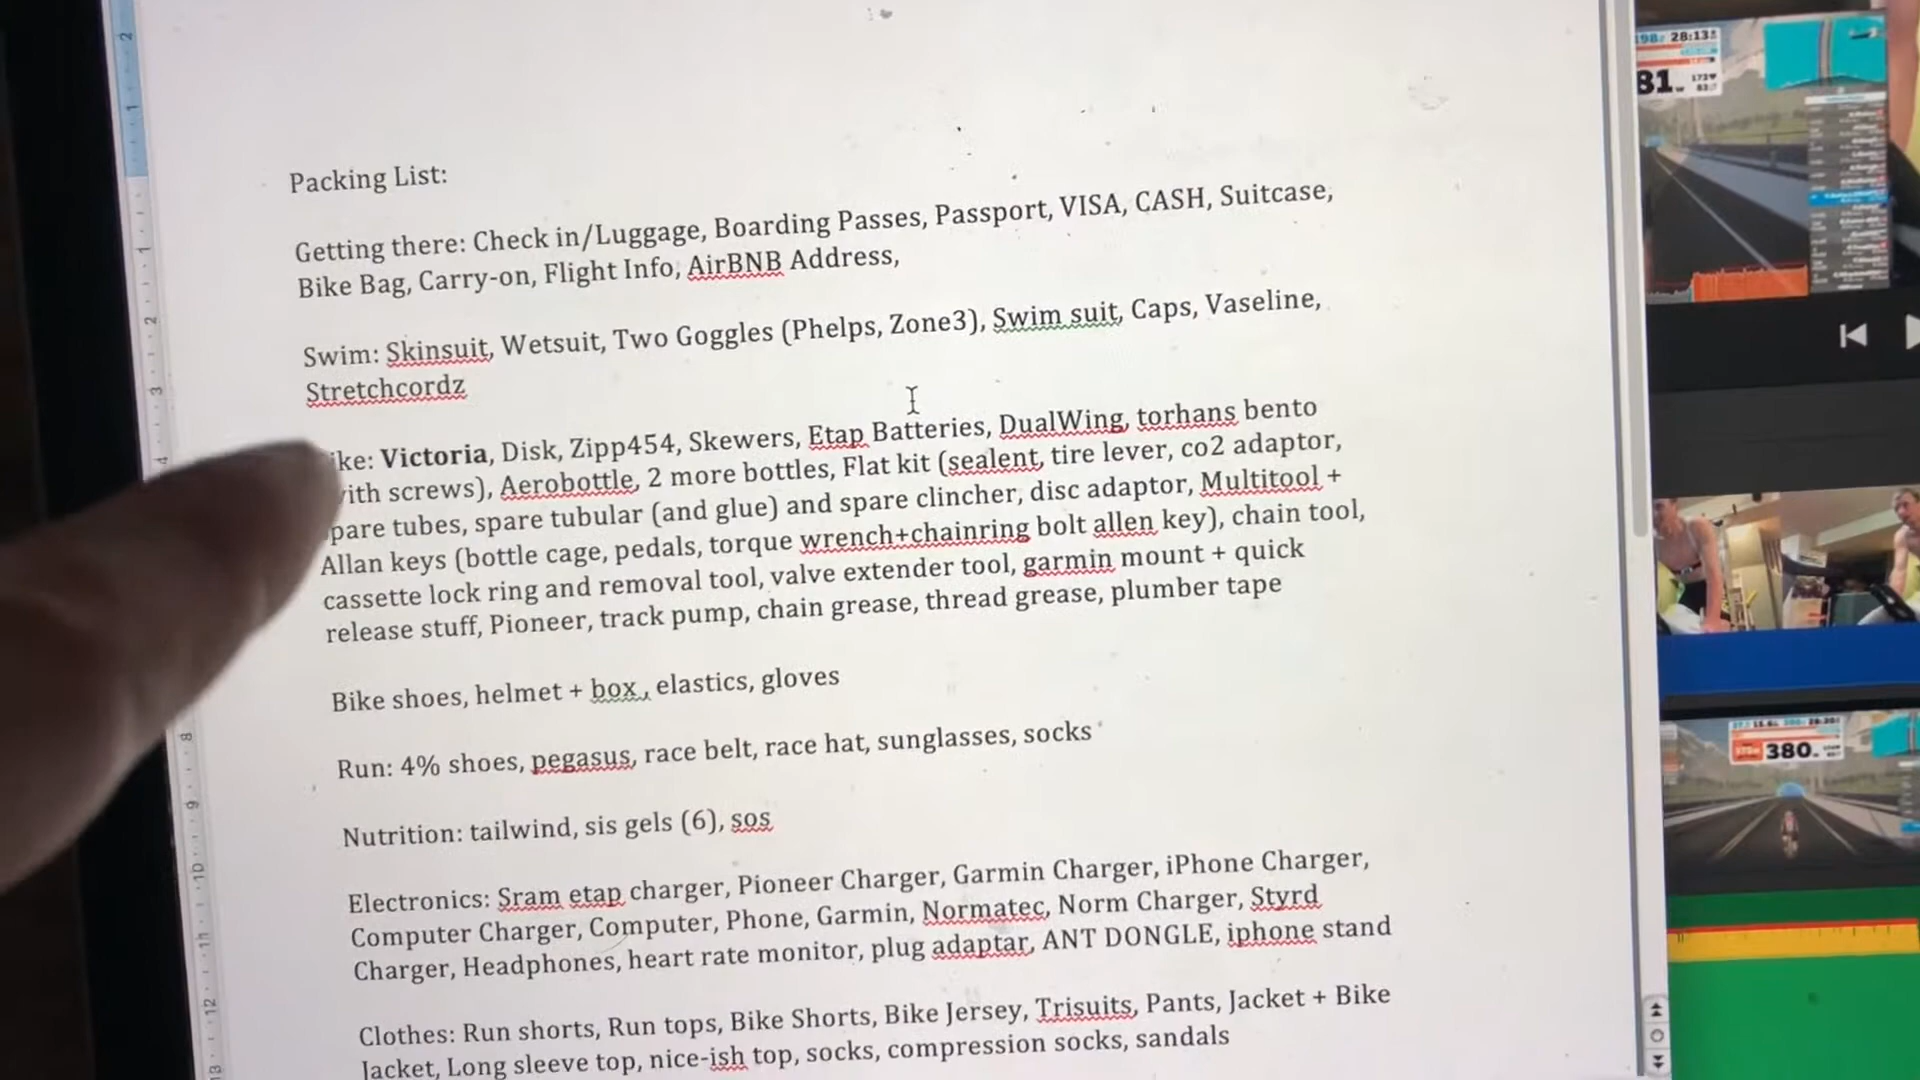 Packing List:
Getting there: Check in/Luggage, Boarding Passes, Passport, VISA, CASH, Suitcase,
Bike Bag, Carry-on, Flight Info, AirBNB Address,
Swim: Skinsuit, Wetsuit, Two Goggles (Phelps, Zone3), Swim suit, Caps, Vaseline,
Stretchcordz
ike: Victoria, Disk, Zipp454, Skewers, Etap Batteries, DualWing, torhans bento
ith screws), Aerobottle, 2 more bottles, Flat kit (sealent, tire lever, co2 adaptor,
pare tubes, spare tubular (and glue) and spare clincher, disc adaptor, Multitool +
Allan keys (bottle cage, pedals, torque wrench+chainring bolt allen key), chain tool,
cassette lock ring and removal tool, valve extender tool, garmin mount + quick
release stuff, Pioneer, track pump, chain grease, thread grease, plumber tape
Bike shoes, helmet + box , elastics, gloves
Run: 4% shoes, pegasus, race belt, race hat, sunglasses, socks
Nutrition: tailwind, sis gels (6), sos
Electronics: Sram etap charger, Pioneer Charger, Garmin Charger, iPhone Charger,
Computer Charger, Computer, Phone, Garmin, Normatec, Norm Charger, Styrd
Charger, Headphones, heart rate monitor, plug adaptar, ANT DONGLE, iphone stand
Clothes: Run shorts, Run tops, Bike Shorts, Bike Jersey, Trisuits, Pants, Jacket + Bike
Jacket, Long sleeve top, nice-ish top, socks, compression socks, sandals
28:13
81
380